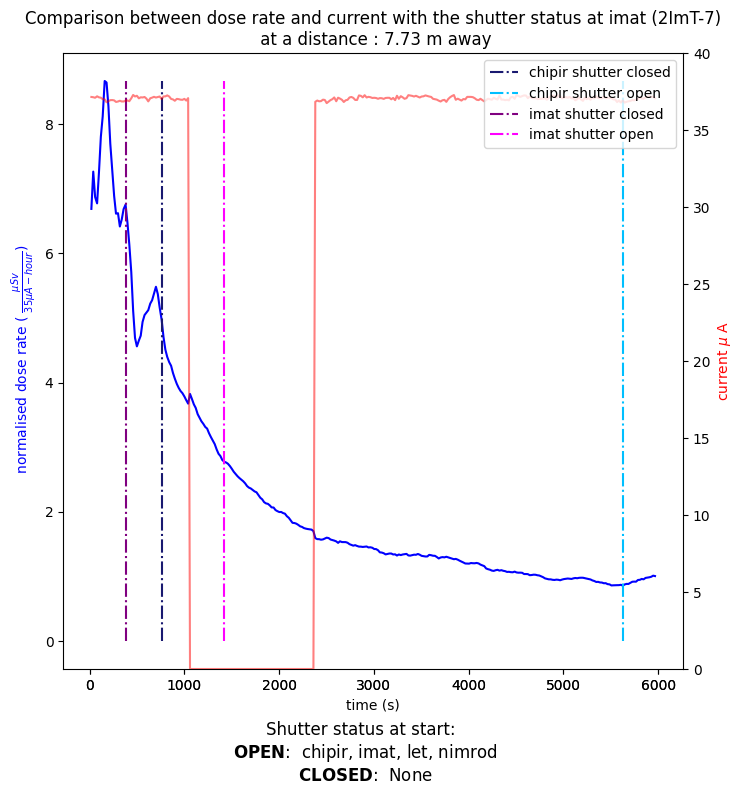 Comparison between dose rate and current with the shutter status at imat (2ImT-7)
at a distance : 7.73 m away
chipir shutter closed
chipir shutter open
imat shutter closed
imat shutter open
normalised dose rate ( μSv / 35μA − hour )
8
6
4
2
0
40
35
30
25
20
15
10
5
0
current μ A
0 1000 2000 3000 4000 5000 6000
time (s)
Shutter status at start:
OPEN: chipir, imat, let, nimrod
CLOSED: None